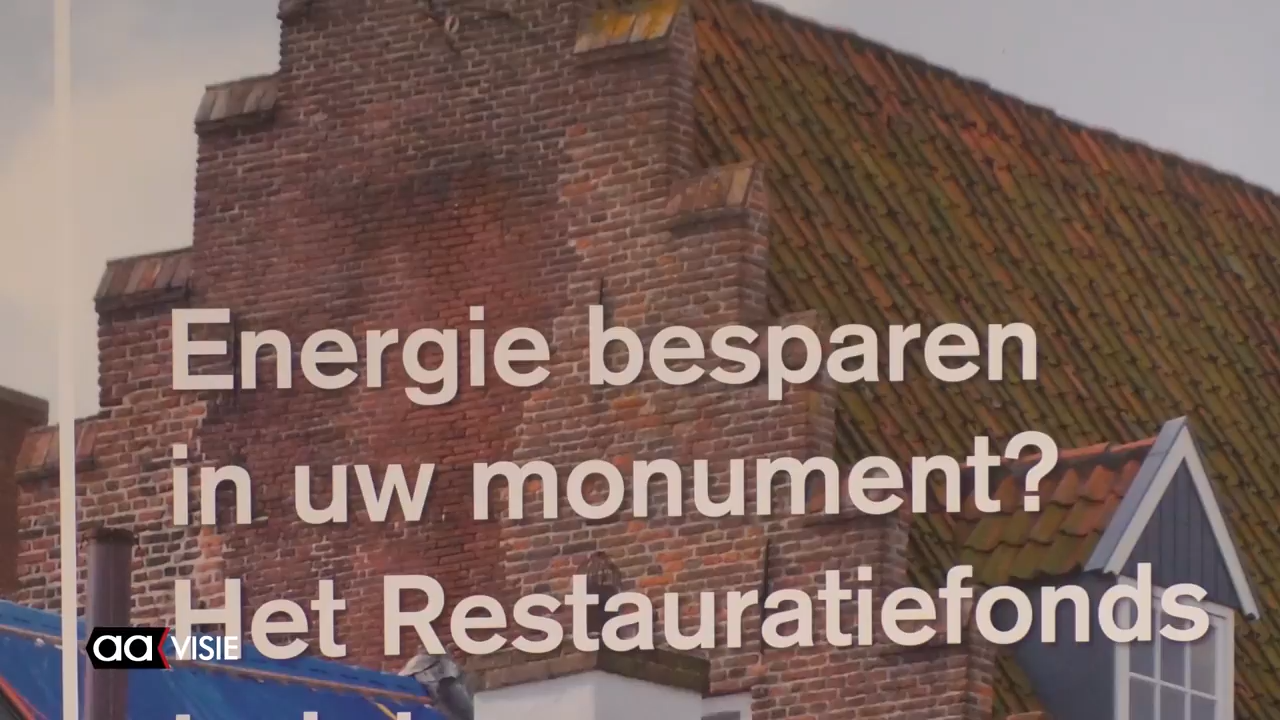 Energie besparen
in uw monument?
Het Restauratiefonds
aa VISIE